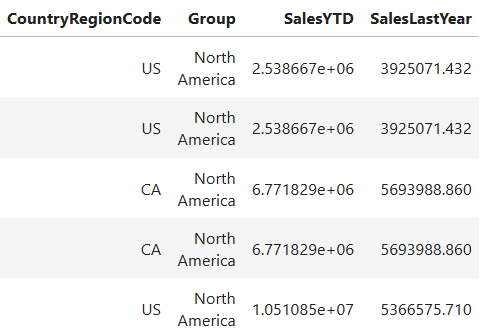 CountryRegionCode Group SalesYTD SalesLastYear
US North America 2.538667e+06 3925071.432
US North America 2.538667e+06 3925071.432
CA North America 6.771829e+06 5693988.860
CA North America 6.771829e+06 5693988.860
US North America 1.051085e+07 5366575.710